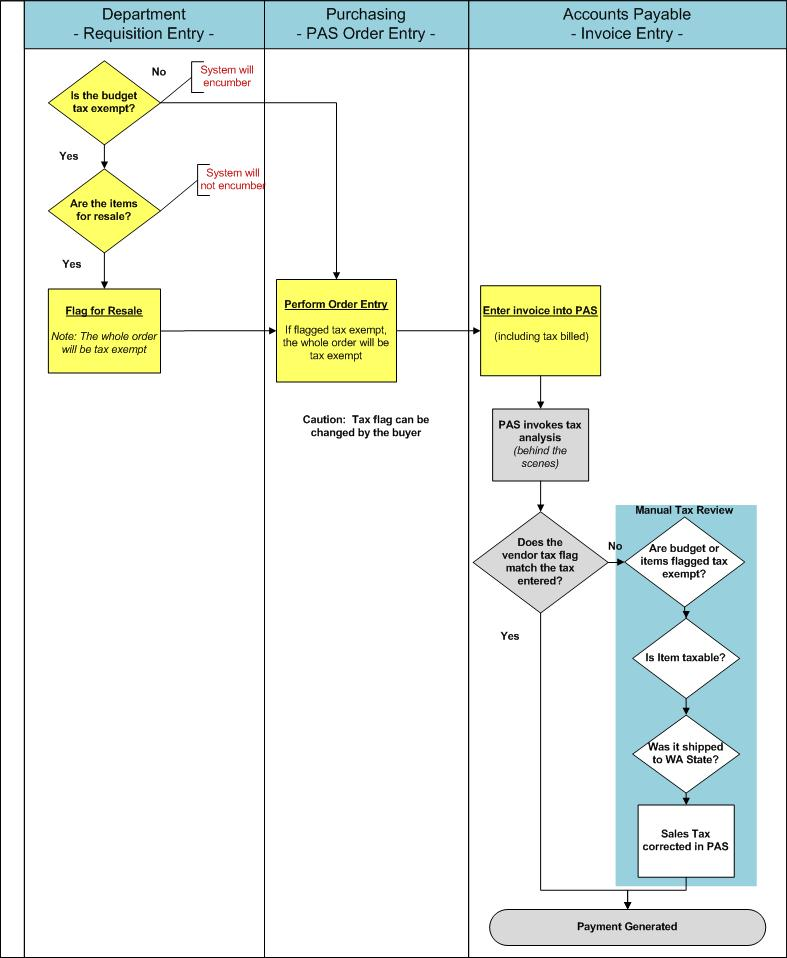 Department
- Requisition Entry -
Purchasing
- PAS Order Entry -
Accounts Payable
- Invoice Entry -
No
System will
encumber
Is the budget
tax exempt?
Yes
System will
not encumber
Are the items
for resale?
Yes
Flag for Resale
Note: The whole order
will be tax exempt
Perform Order Entry
If flagged tax exempt,
the whole order will be
tax exempt
Caution: Tax flag can be
changed by the buyer
Enter invoice into PAS
(including tax billed)
PAS invokes tax
analysis
(behind the
scenes)
Does the
vendor tax flag
match the tax
entered?
No
Yes
Manual Tax Review
Are budget or
items flagged tax
exempt?
Is Item taxable?
Was it shipped
to WA State?
Sales Tax
corrected in PAS
Payment Generated